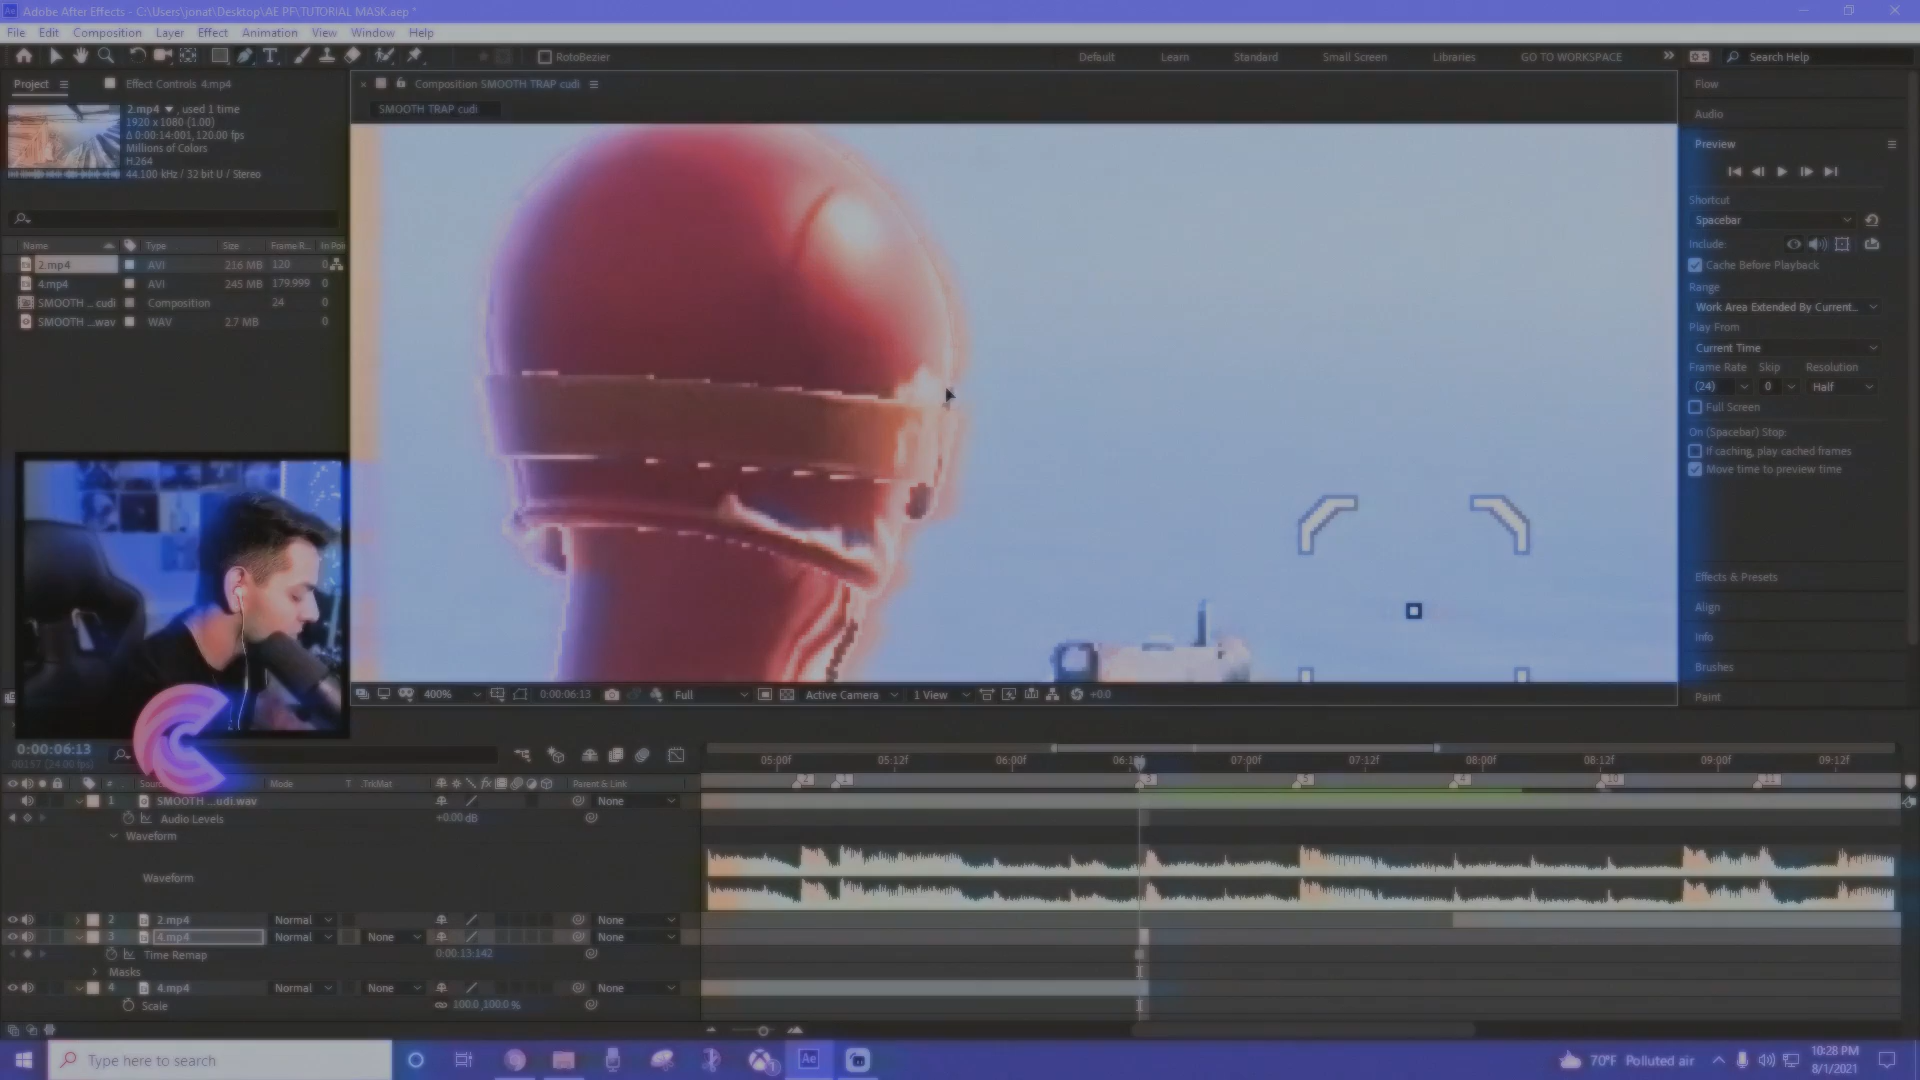 Adobe After Effects - C:\Users\jonat\Desktop\AE PF\TUTORIAL MASK.aep *
File Edit Composition Layer Effect Animation View Window Help
RotoBezier
Default Learn Standard Small Screen Libraries GO TO WORKSPACE Search Help
Project Effect Controls 4.mp4
Composition SMOOTH TRAP cudi
SMOOTH TRAP cudi
2.mp4 , used 1 time
1920 x 1080 (1.00)
Δ 0:00:14:001, 120.00 fps
Millions of Colors
H.264
44.100 kHz / 32 bit U / Stereo
Name Type Size Frame R... In Poi
2.mp4 AVI 216 MB 120 0
4.mp4 AVI 245 MB 179.999 0
SMOOTH ... cudi Composition 24 0
SMOOTH ...wav WAV 2.7 MB 0
Flow
Audio
Preview
Shortcut
Spacebar
Include:
Cache Before Playback
Range
Work Area Extended By Current...
Play From
Current Time
Frame Rate Skip Resolution
(24) 0 Half
Full Screen
On (Spacebar) Stop:
If caching, play cached frames
Move time to preview time
Effects & Presets
Align
Info
Brushes
Paint
400% 0:00:06:13 Full Active Camera 1 View +0.0
0:00:06:13
00157 (24.00 fps)
05:00f 05:12f 06:00f 07:00f 07:12f 08:00f 08:12f 09:00f 09:12f
2 1 3 5 4 10 11
# Mode T .TrkMat Parent & Link
1 SMOOTH ...udi.wav None
Audio Levels +0.00 dB
Waveform
Waveform
2 2.mp4 Normal None
3 4.mp4 Normal None None
Time Remap 0:00:13:142
Masks
4 4.mp4 Normal None None
Scale 100.0,100.0 %
Type here to search
Ae
70°F Polluted air
10:28 PM
8/1/2021